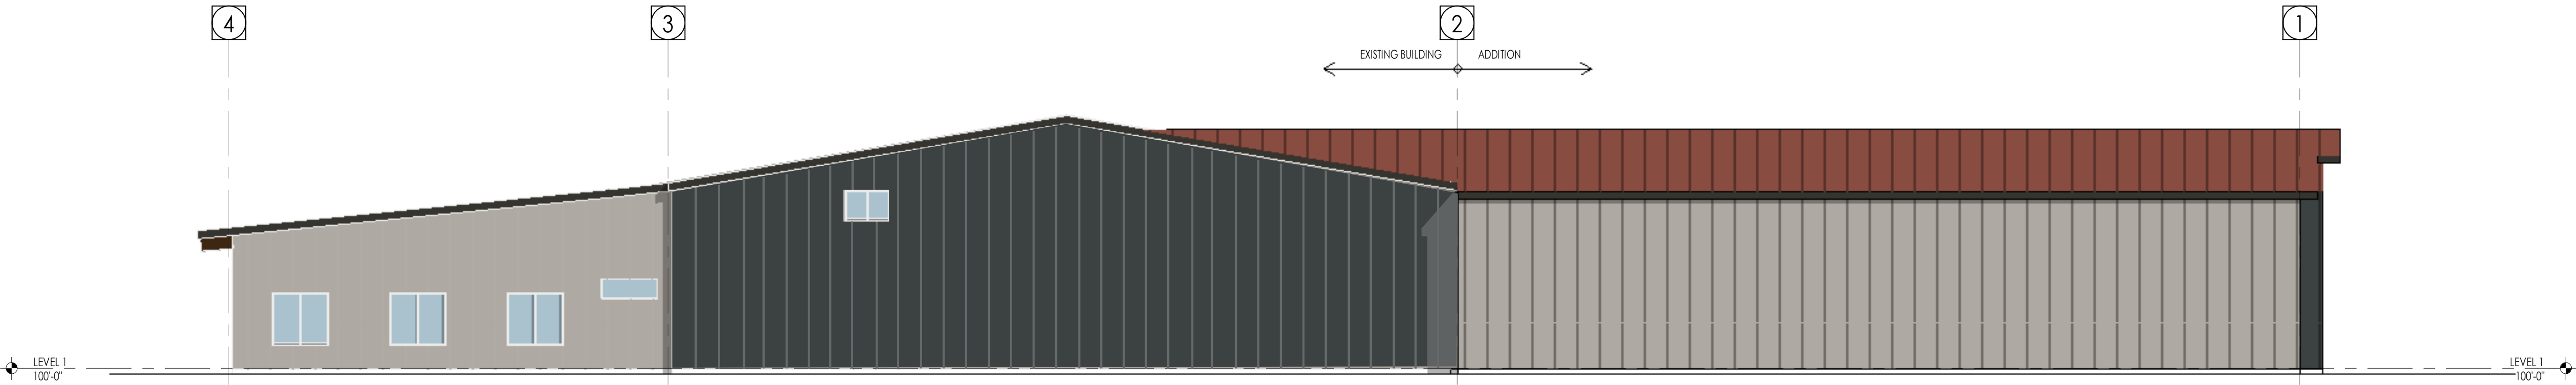 4
3
2
1
EXISTING BUILDING
ADDITION
LEVEL 1
100'-0"
LEVEL 1
100'-0"